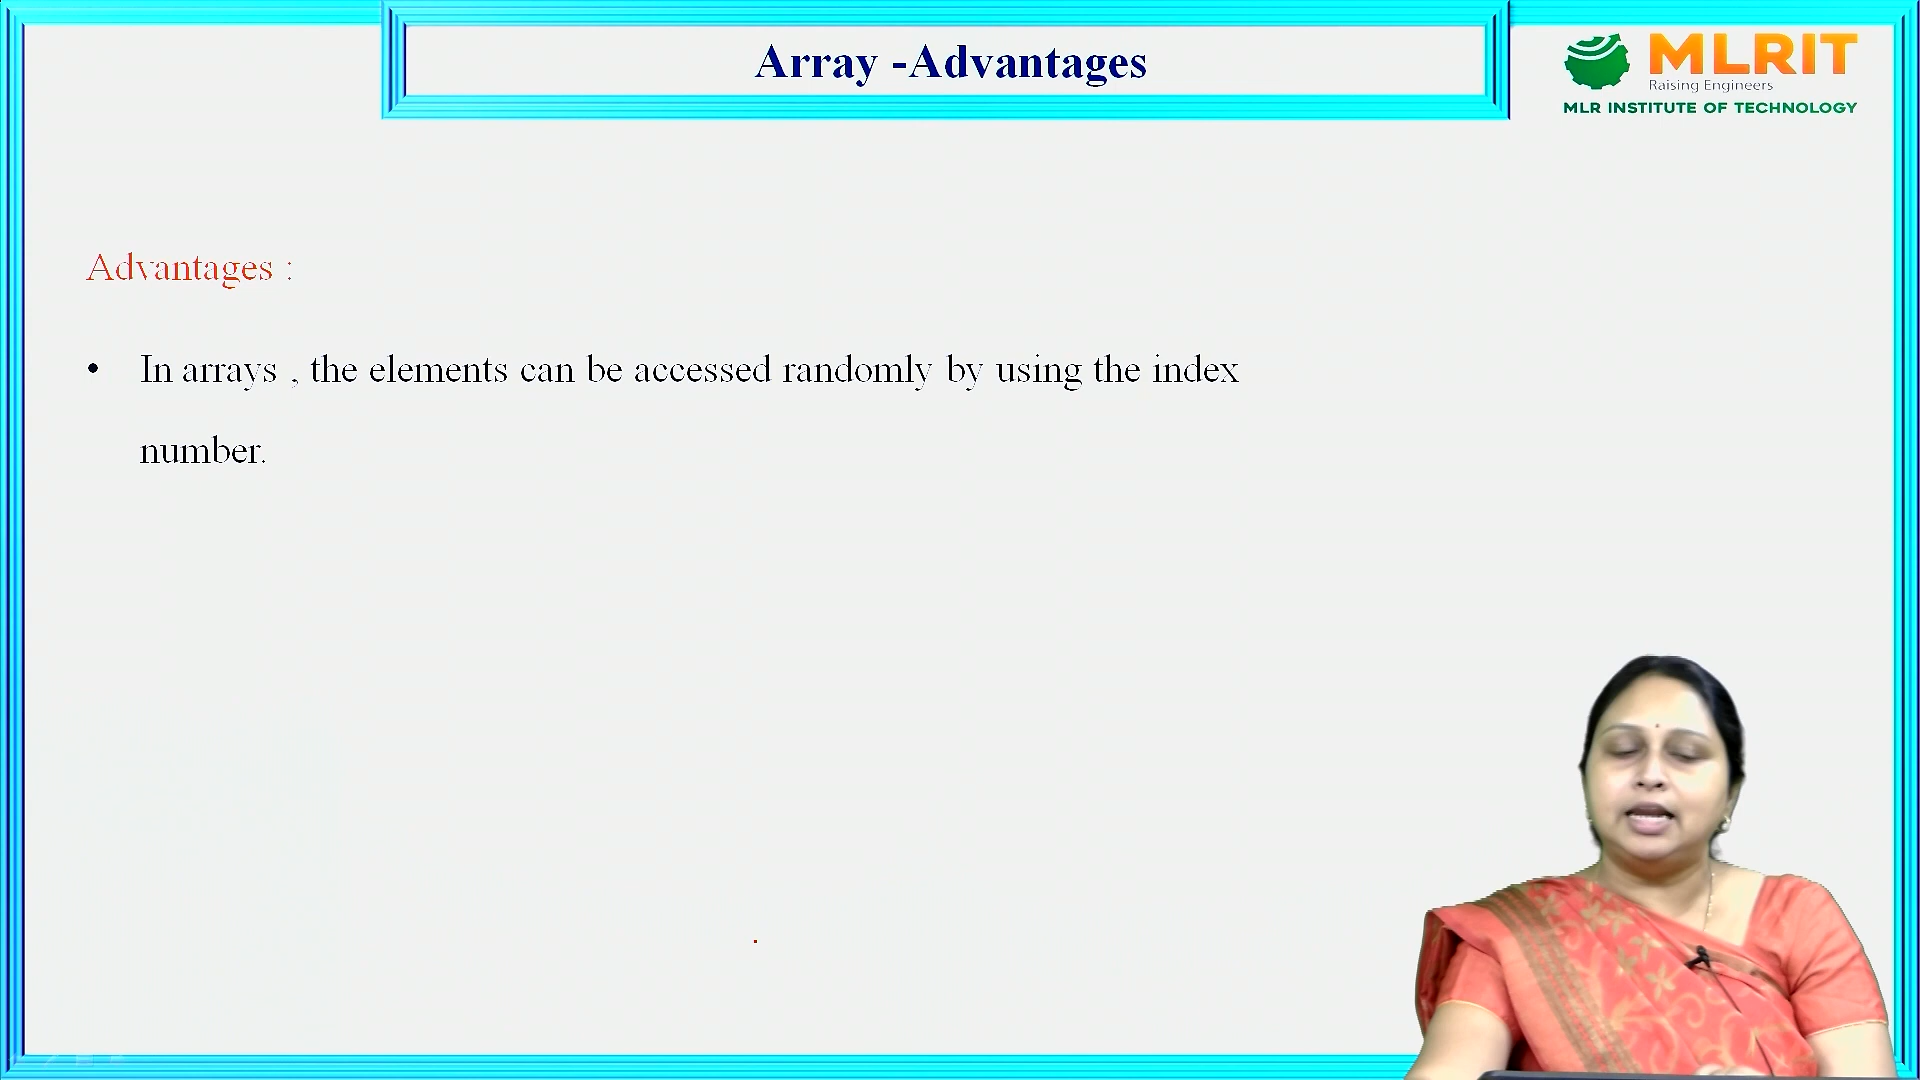 Array -Advantages
MLRIT
Raising Engineers
MLR INSTITUTE OF TECHNOLOGY
Advantages :
• In arrays , the elements can be accessed randomly by using the index
number.